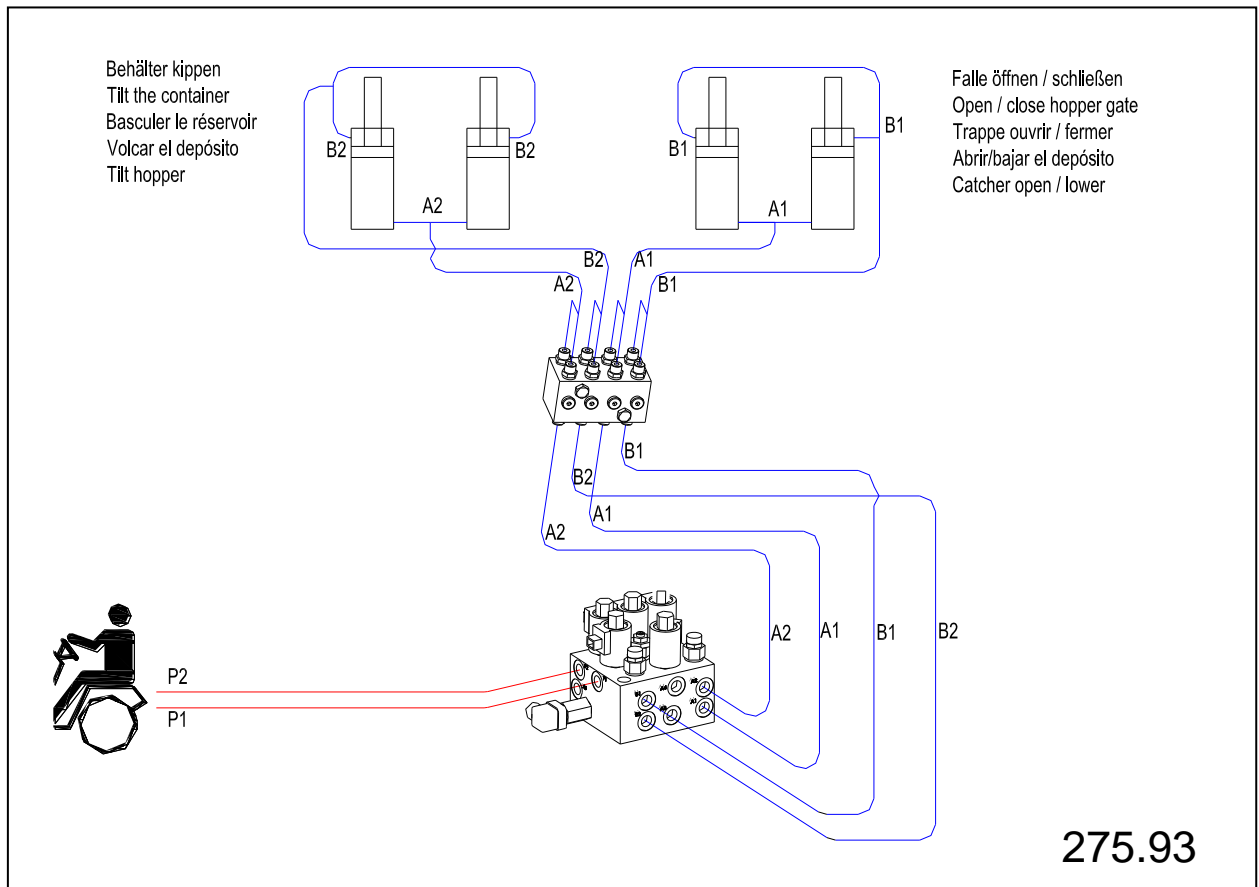 Behälter kippen
Tilt the container
Basculer le réservoir
Volcar el depósito
Tilt hopper
Falle öffnen / schließen
Open / close hopper gate
Trappe ouvrir / fermer
Abrir/bajar el depósito
Catcher open / lower
B2
B2
B1
B1
A2
A1
B2
A1
A2
B1
B1
B2
A1
A2
A2
A1
B1
B2
P2
P1
275.93